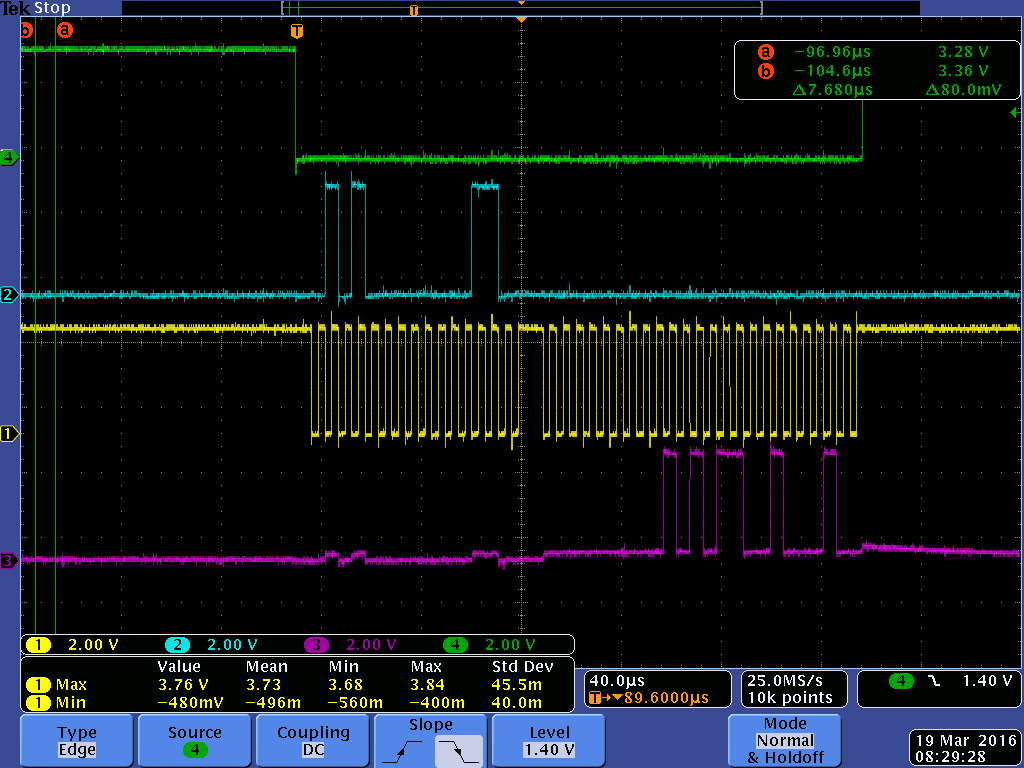 Tek Stop
T
b a T
a −96.96µs 3.28 V
b −104.6µs 3.36 V
Δ7.680µs Δ80.0mV
4
2
1
3
1 2.00 V 2 2.00 V 3 2.00 V 4 2.00 V
Value Mean Min Max Std Dev
1 Max 3.76 V 3.73 3.68 3.84 45.5m
1 Min −480mV −496m −560m −400m 40.0m
40.0µs
T→▼89.6000µs
25.0MS/s
10k points
4 1.40 V
Type
Edge
Source
4
Coupling
DC
Slope
Level
1.40 V
Mode
Normal
& Holdoff
19 Mar 2016
08:29:28